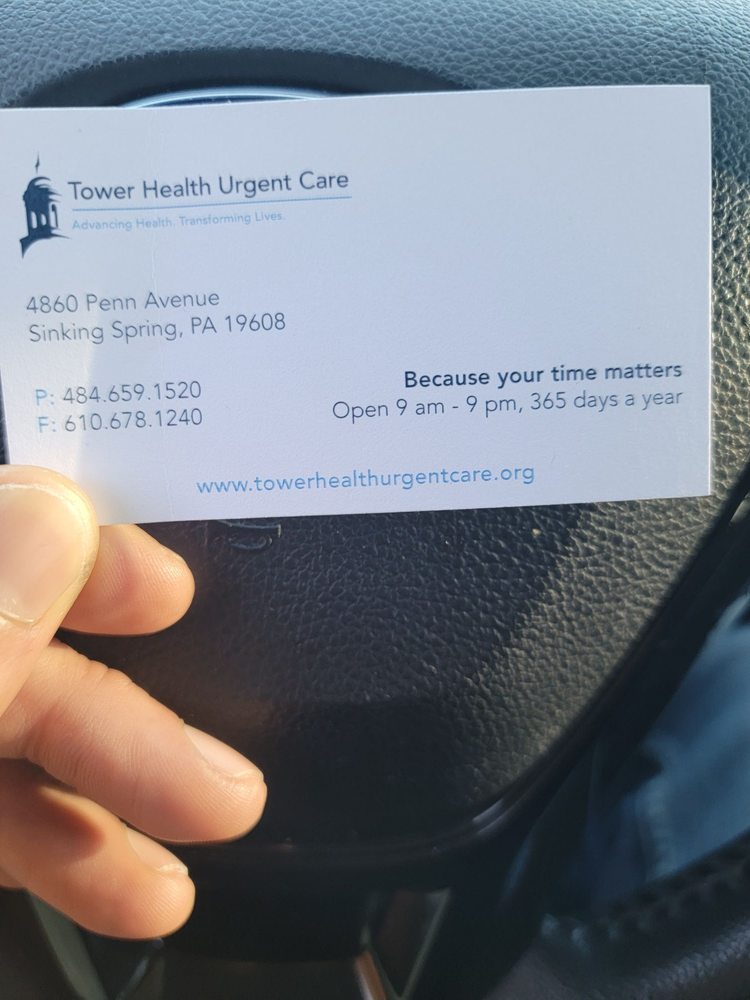 Tower Health Urgent Care
Advancing Health. Transforming Lives.
4860 Penn Avenue
Sinking Spring, PA 19608
P: 484.659.1520
F: 610.678.1240
Because your time matters
Open 9 am - 9 pm, 365 days a year
www.towerhealthurgentcare.org